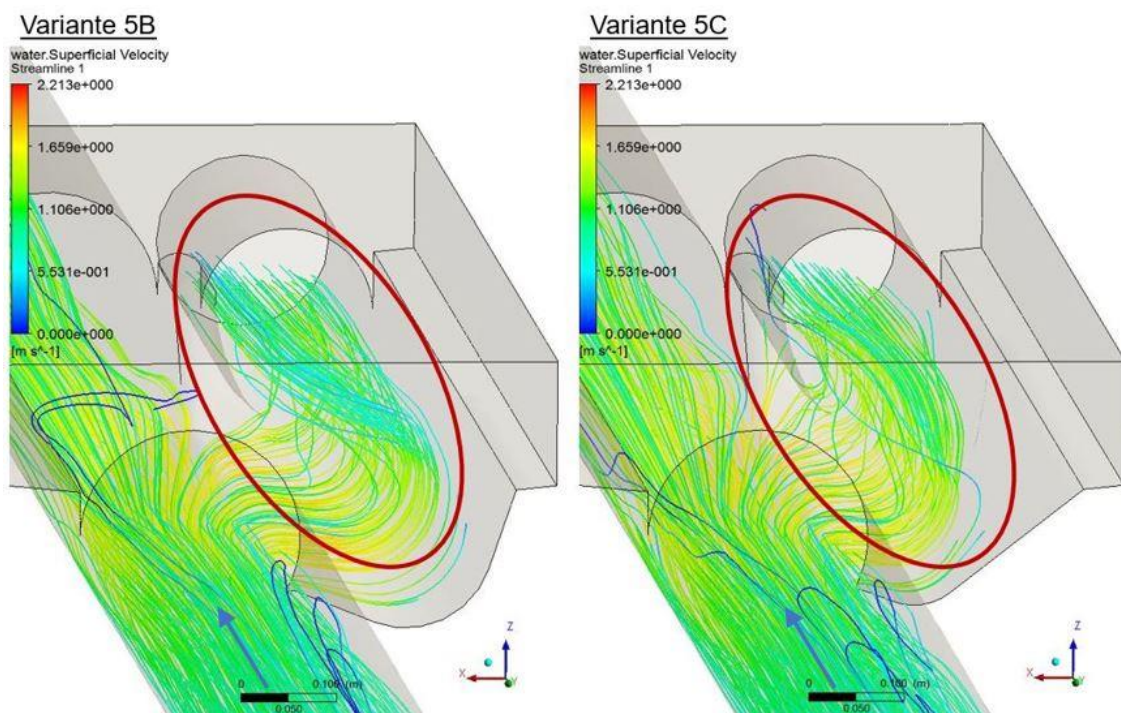 Variante 5B
water.Superficial Velocity
Streamline 1
2.213e+000
1.659e+000
1.106e+000
5.531e-001
0.000e+000
[m s^-1]
0
0.100 (m)
0.050
Z
X
Y
Variante 5C
water.Superficial Velocity
Streamline 1
2.213e+000
1.659e+000
1.106e+000
5.531e-001
0.000e+000
[m s^-1]
0
0.100 (m)
0.050
Z
X
Y